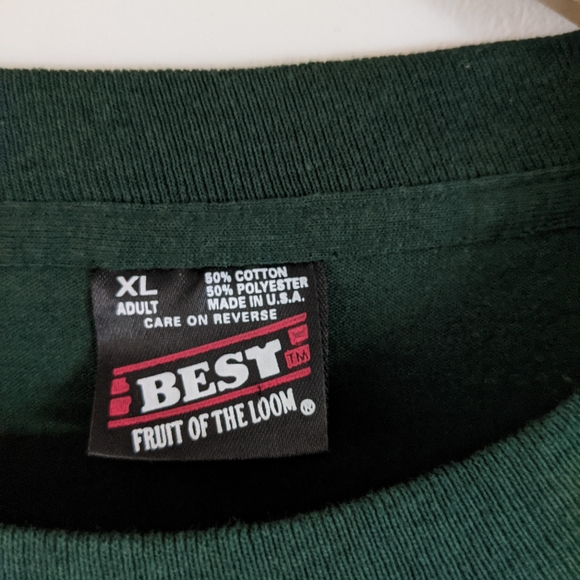 XL
ADULT
50% COTTON
50% POLYESTER
MADE IN U.S.A.
CARE ON REVERSE
BEST TM
FRUIT OF THE LOOM ®